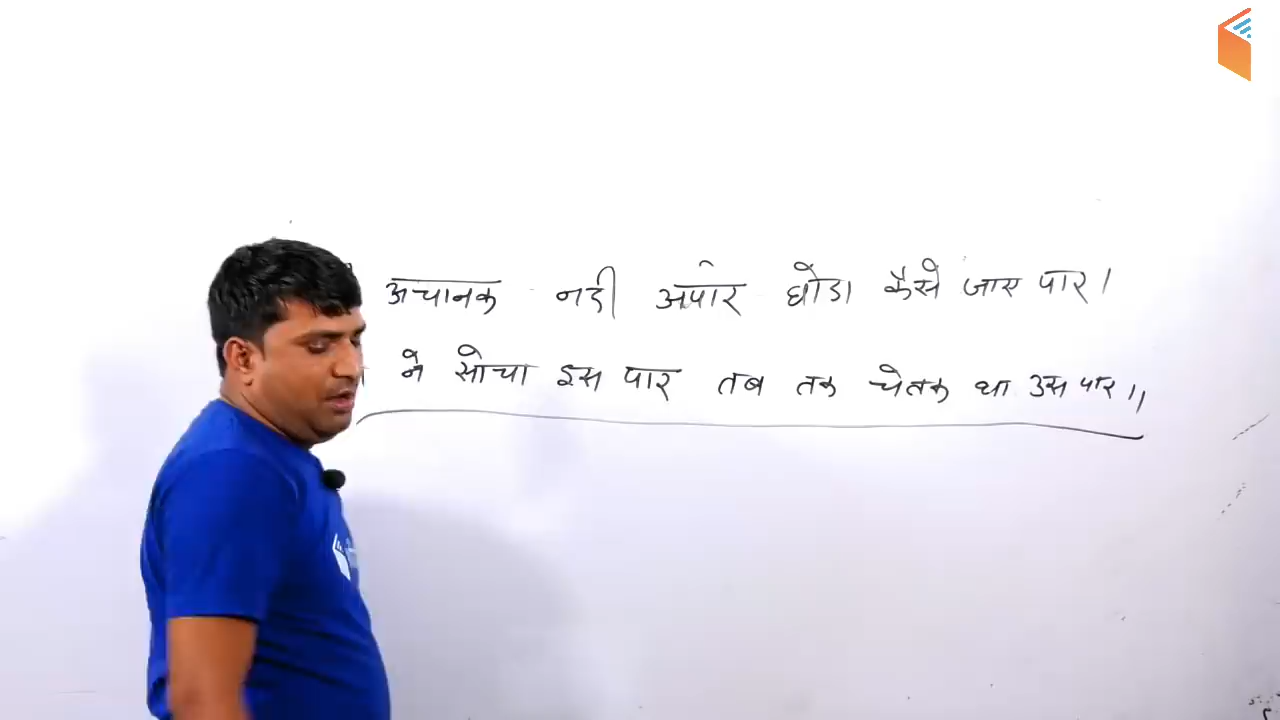 अचानक नदी अपार घोडा कैसे जाए पार।
ने सोचा इस पार तब तक चेतक था उस पार॥